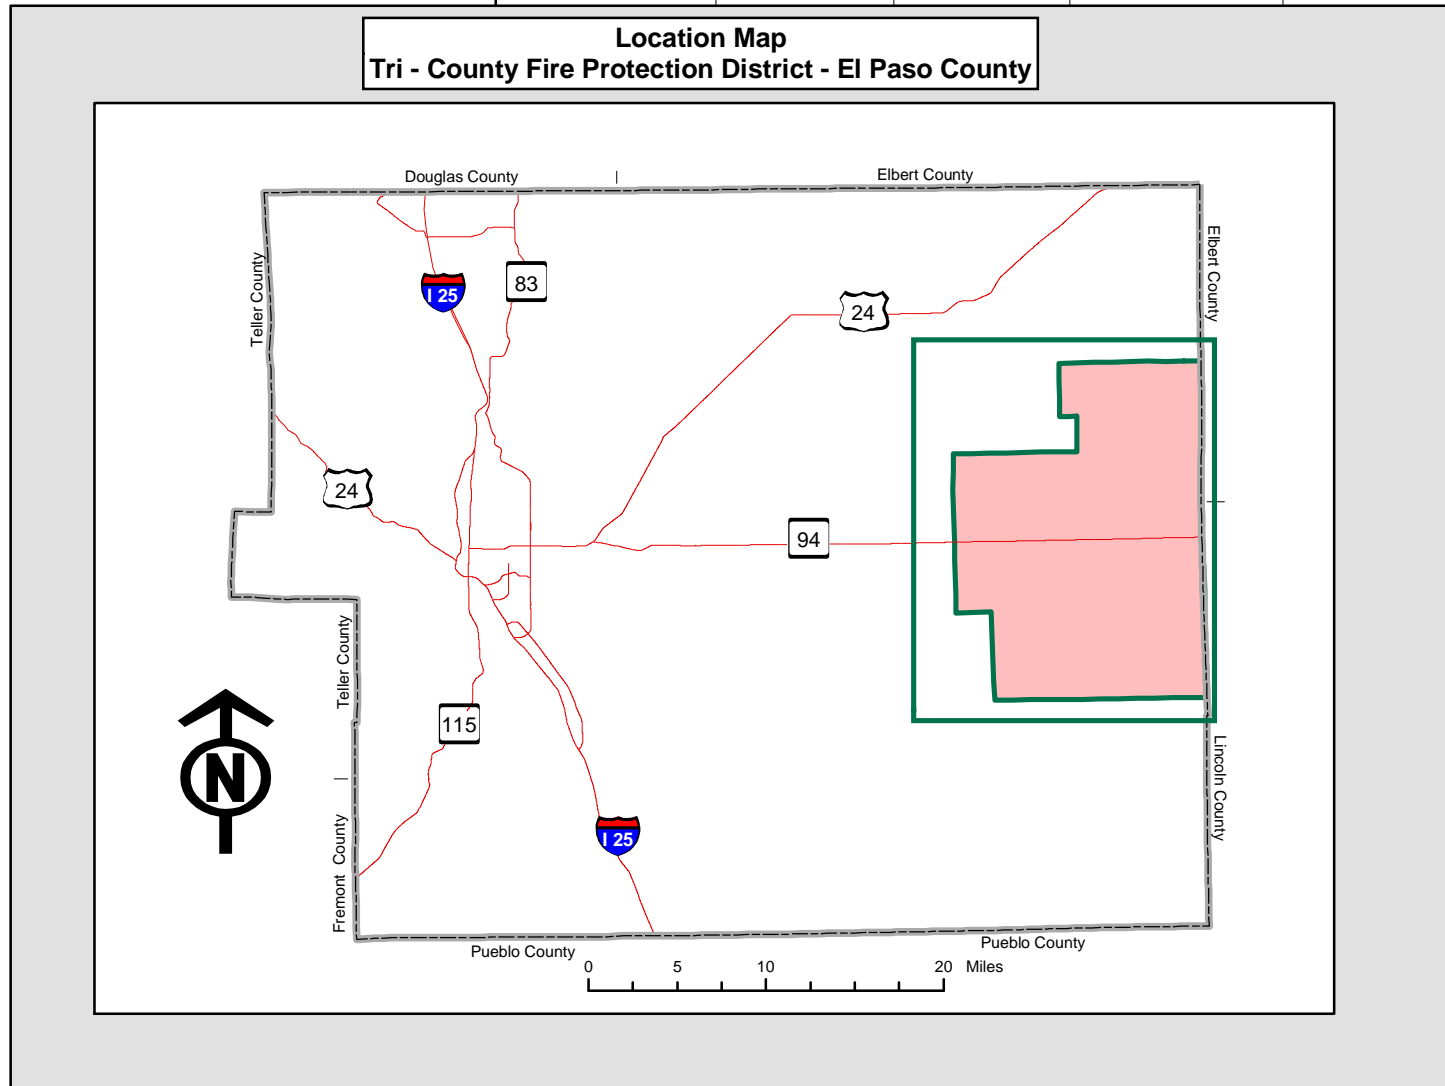 Location Map
Tri - County Fire Protection District - El Paso County
Douglas County
Elbert County
Teller County
Elbert County
I 25
83
24
24
94
Teller County
115
N
Lincoln County
I 25
Fremont County
Pueblo County
Pueblo County
0 5 10 20 Miles